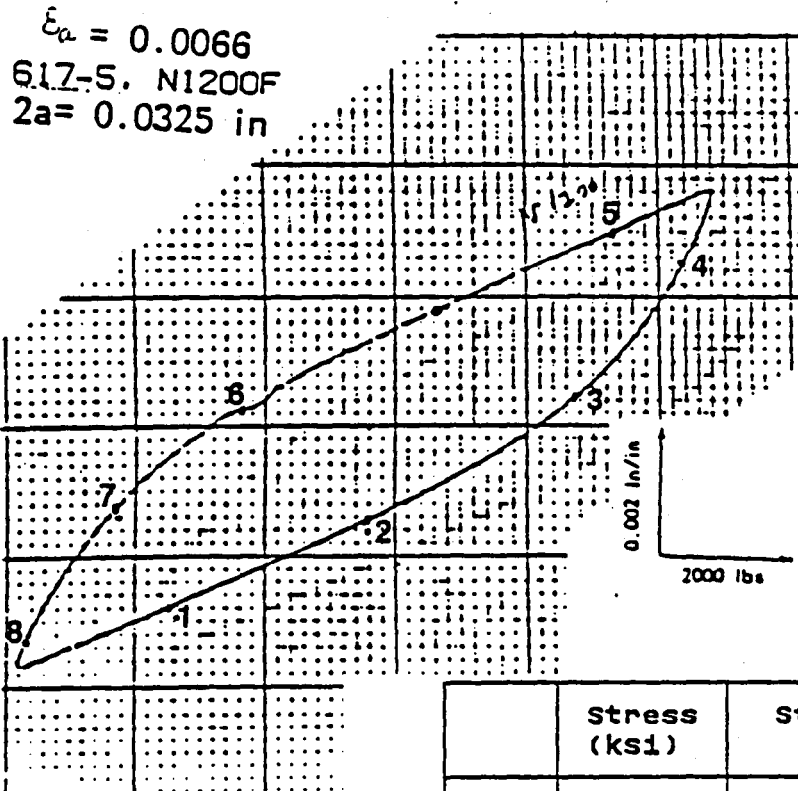 εa = 0.0066
617-5. N1200F
2a= 0.0325 in
5
4
6
3
7
2
1
8
0.002 in/in
2000 lbs
Stress
(ksi)